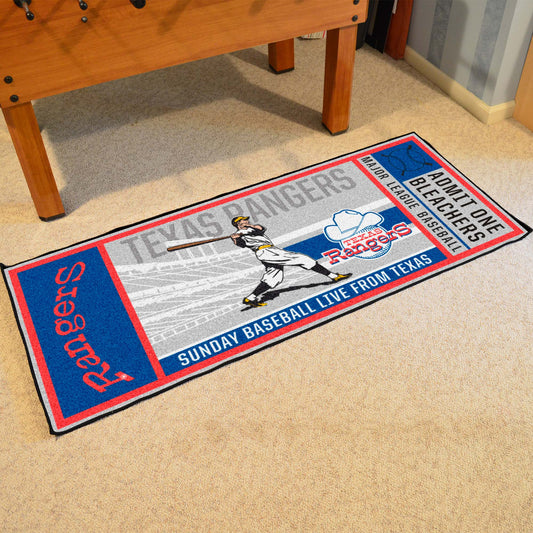 TEXAS RANGERS
Rangers
TEXAS
Rangers
SUNDAY BASEBALL LIVE FROM TEXAS
MAJOR LEAGUE BASEBALL
ADMIT ONE
BLEACHERS